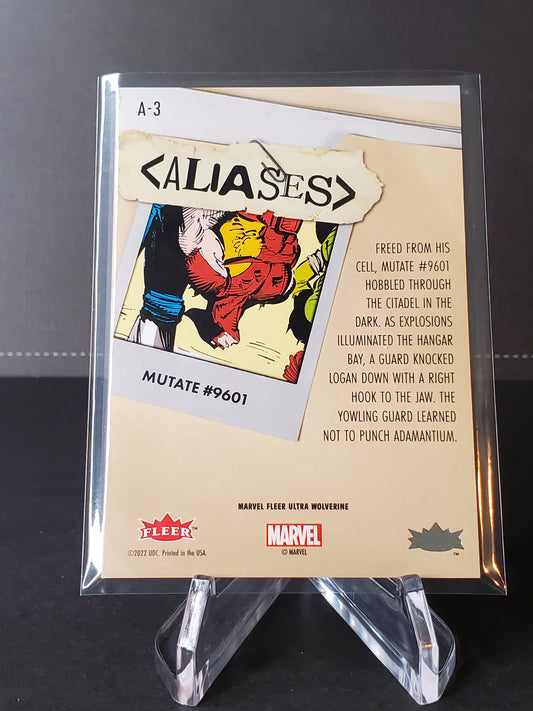 A-3
<ALIASES>
FREED FROM HIS
CELL, MUTATE #9601
HOBBLED THROUGH
THE CITADEL IN THE
DARK. AS EXPLOSIONS
ILLUMINATED THE HANGAR
BAY, A GUARD KNOCKED
LOGAN DOWN WITH A RIGHT
HOOK TO THE JAW. THE
YOWLING GUARD LEARNED
NOT TO PUNCH ADAMANTIUM.
MUTATE #9601
MARVEL FLEER ULTRA WOLVERINE
FLEER™
©2022 UDC. Printed in the USA.
MARVEL
© MARVEL
™